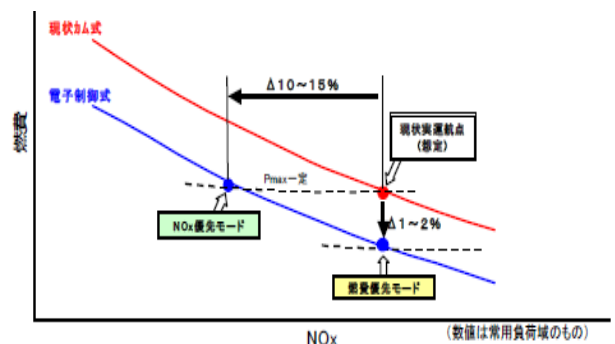 現状カム式
電子制御式
Δ10～15%
現状実運航点
(想定)
Pmax一定
Δ1～2%
NOx優先モード
燃費優先モード
燃費
NOx
(数値は常用負荷域のもの)